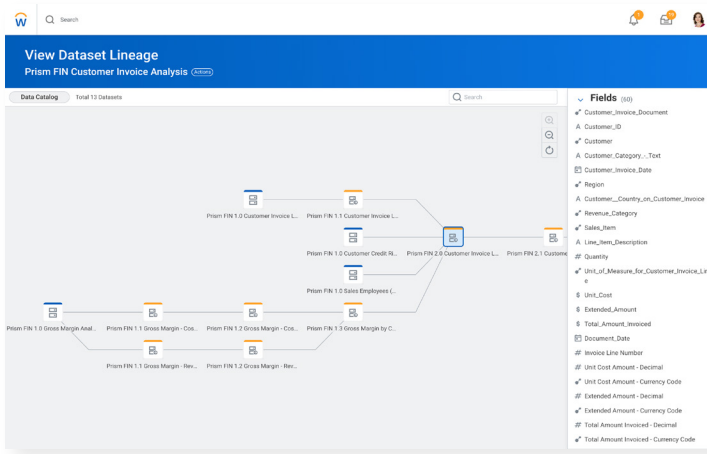 w
Search
View Dataset Lineage
Prism FIN Customer Invoice Analysis (Actions)
Data Catalog Total 13 Datasets
Search
Prism FIN 1.0 Customer Invoice L... Prism FIN 1.1 Customer Invoice L...
Prism FIN 1.0 Customer Credit Ri... Prism FIN 2.0 Customer Invoice L... Prism FIN 2.1 Custome
Prism FIN 1.0 Sales Employees (...
Prism FIN 1.0 Gross Margin Anal... Prism FIN 1.1 Gross Margin - Cos... Prism FIN 1.2 Gross Margin - Cos... Prism FIN 1.3 Gross Margin by C...
Prism FIN 1.1 Gross Margin - Rev... Prism FIN 1.2 Gross Margin - Rev...
Fields (60)
Customer_Invoice_Document
A Customer_ID
Customer
A Customer_Category_-_Text
Customer_Invoice_Date
Region
A Customer__Country_on_Customer_Invoice
Revenue_Category
Sales_Item
A Line_Item_Description
# Quantity
Unit_of_Measure_for_Customer_Invoice_Lin
e
$ Unit_Cost
$ Extended_Amount
$ Total_Amount_Invoiced
Document_Date
# Invoice Line Number
# Unit Cost Amount - Decimal
Unit Cost Amount - Currency Code
# Extended Amount - Decimal
Extended Amount - Currency Code
# Total Amount Invoiced - Decimal
Total Amount Invoiced - Currency Code